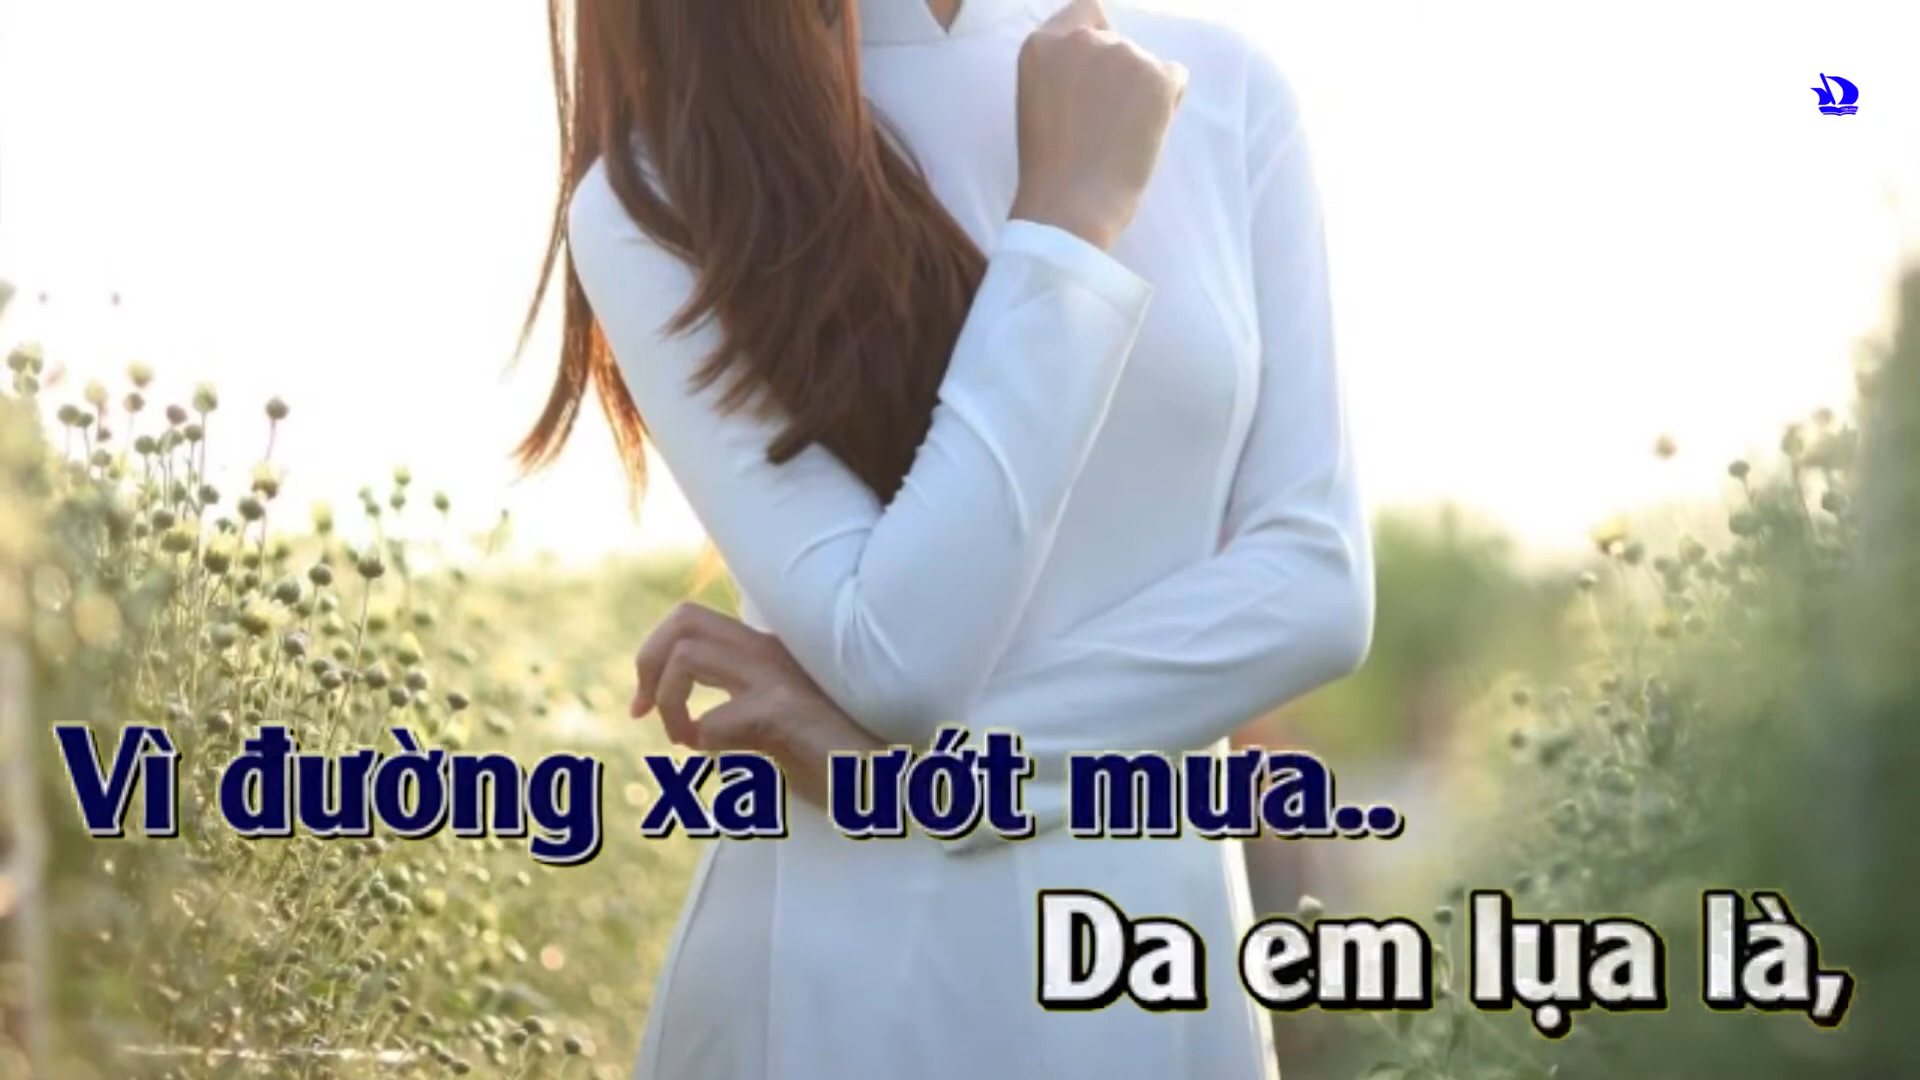 Vì đường xa ướt mưa..
Da em lụa là,